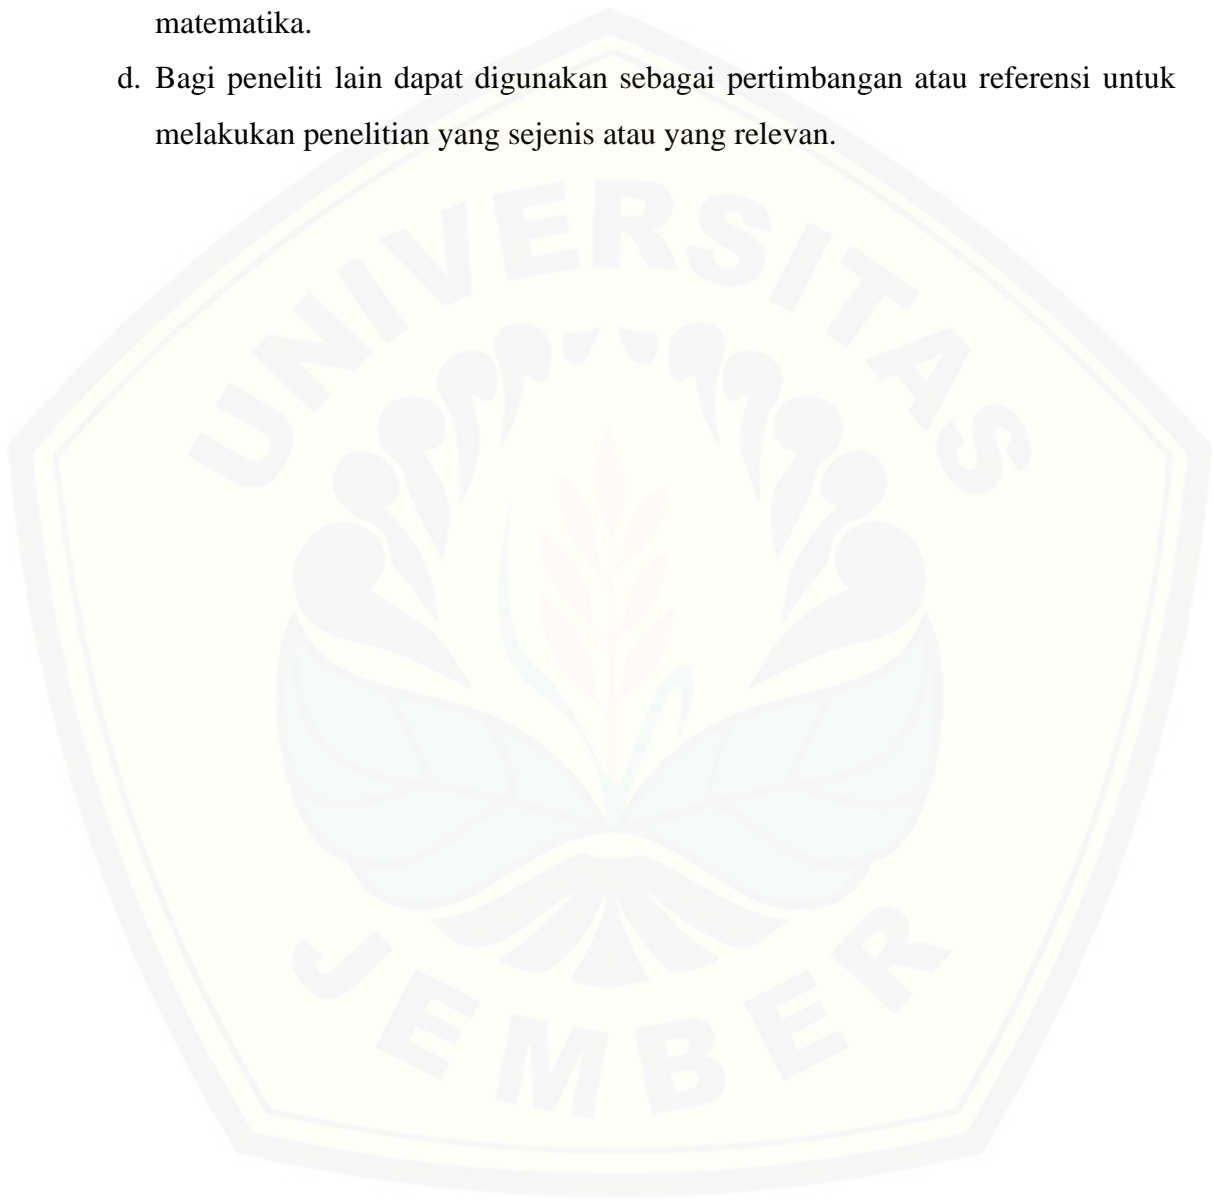 matematika.
d. Bagi peneliti lain dapat digunakan sebagai pertimbangan atau referensi untuk
melakukan penelitian yang sejenis atau yang relevan.
UNIVERSITAS
JEMBER